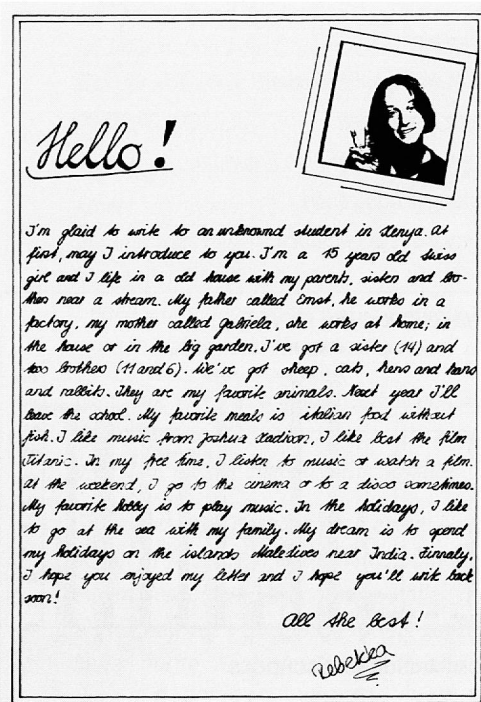 Hello!
I'm glaid to write to an unknownd student in Kenya. At
first, may I introduce to you. I'm a 15 years old swiss
girl and I life in a old house with my parents, sister and bro-
thers near a stream. My father called Ernst, he works in a
factory, my mother called Gabriela, she works at home; in
the house or in the big garden. I've got a sister (14) and
too brothers (11 and 6). We've got sheep, cats, hens and
and rabbits. They are my favorite animals. Next year I'll
leave the school. My favorite meals is italian food without
fish. I like music from Joshua Kadison, I like best the film
Titanic. In my free time, I listen to music or watch a film.
At the weekend, I go to the cinema or to a disco sometimes.
My favorite hobby is to play music. In the holidays, I like
to go at the sea with my family. My dream is to spend
my holidays on the islands Maledives near India. Finnaly,
I hope you enjoyed my letter and I hope you'll write back
soon!
All the best!
Rebekka